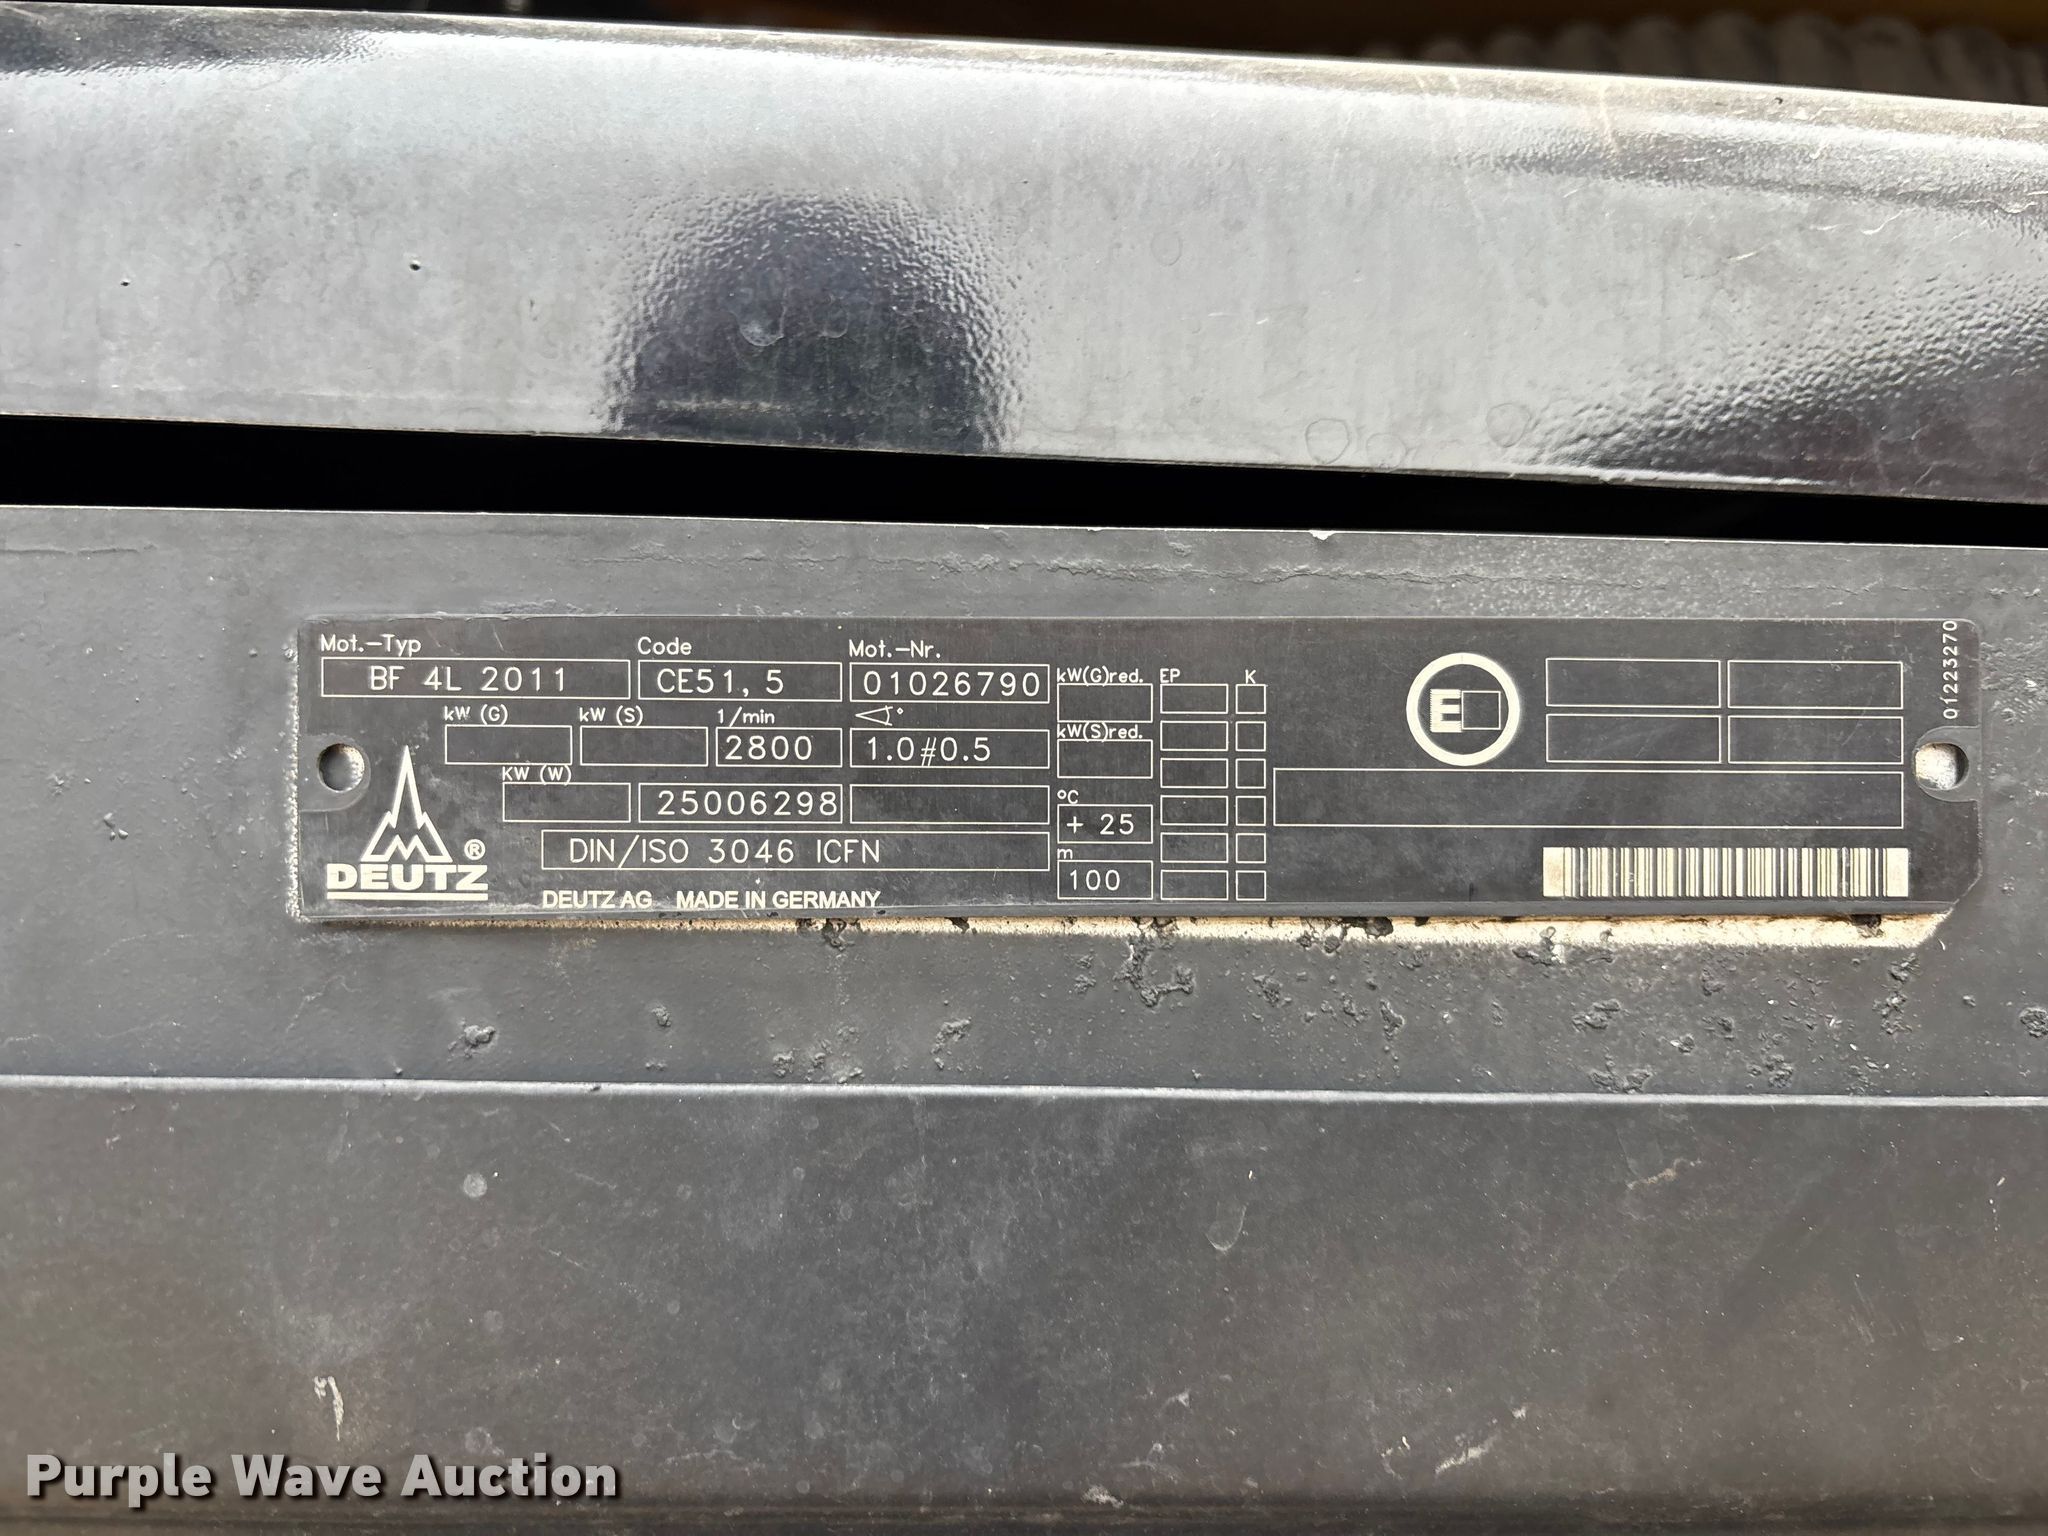 Mot.-Typ Code Mot.-Nr.
BF 4L 2011 CE51,5 01026790 kW(G)red. EP K
kW (G) kW (S) 1/min °
2800 1.0#0.5 kW(S)red.
KW (W)
25006298 °C
+ 25
DIN/ISO 3046 ICFN m
100
DEUTZ®
DEUTZ AG MADE IN GERMANY
E
01223270
Purple Wave Auction